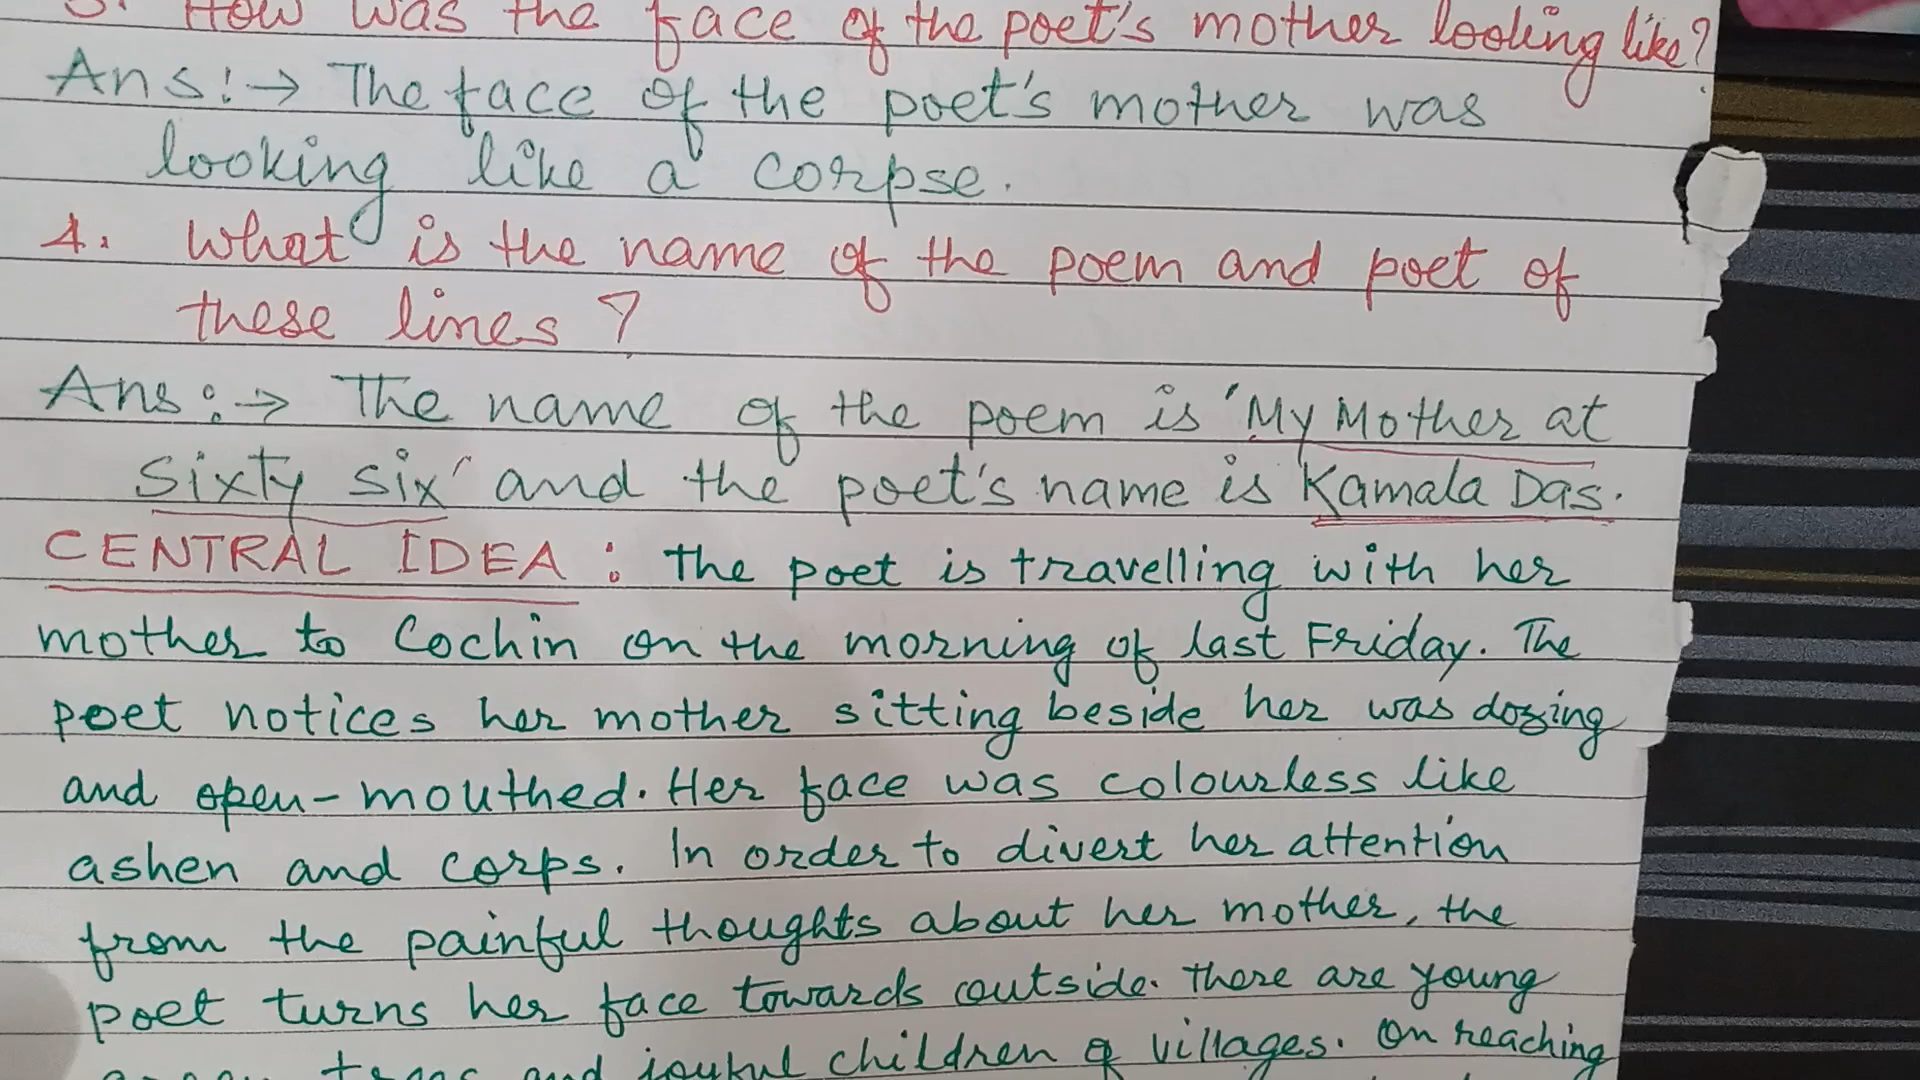 3. How was the face of the poet's mother looking like?
Ans:→ The face of the poet's mother was
looking like a corpse.
4. What is the name of the poem and poet of
these lines ?
Ans:→ The name of the poem is 'My Mother at
Sixty six' and the poet's name is Kamala Das.
CENTRAL IDEA : The poet is travelling with her
mother to Cochin on the morning of last Friday. The
poet notices her mother sitting beside her was dozing
and open-mouthed. Her face was colourless like
ashen and corps. In order to divert her attention
from the painful thoughts about her mother, the
poet turns her face towards outside. There are young
green trees and joyful children of villages. On reaching